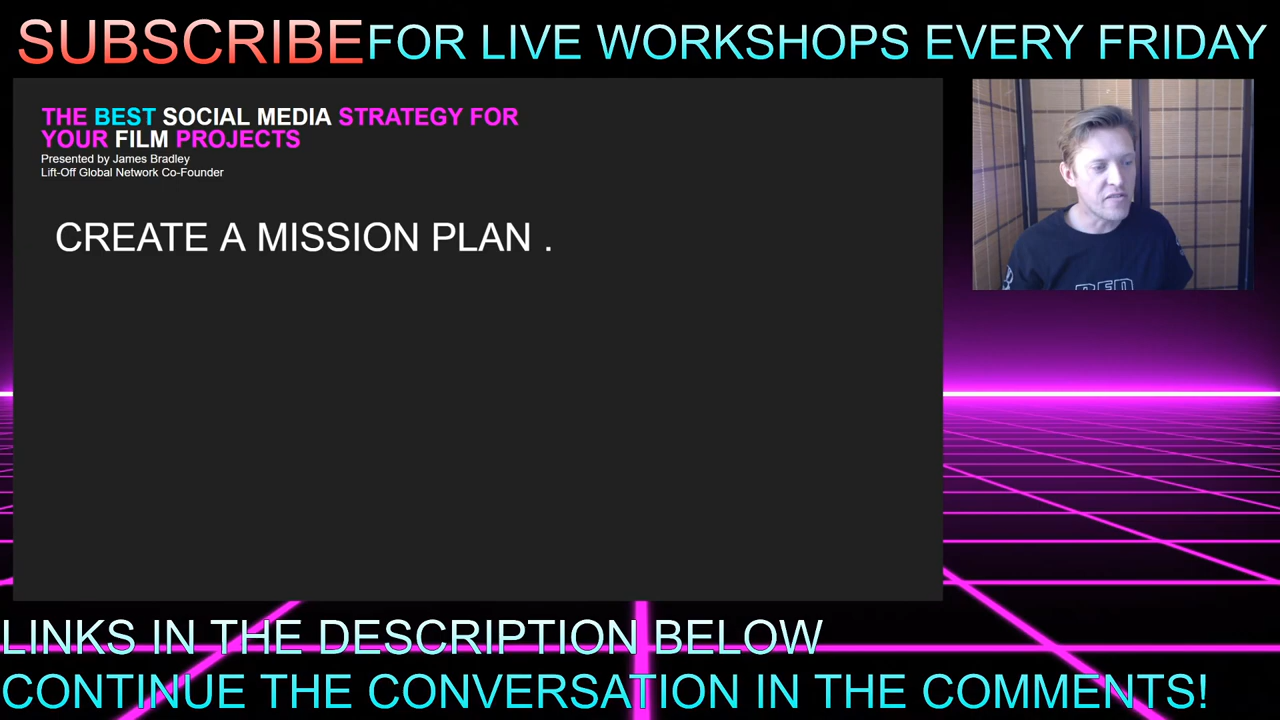 SUBSCRIBE FOR LIVE WORKSHOPS EVERY FRIDAY
THE BEST SOCIAL MEDIA STRATEGY FOR
YOUR FILM PROJECTS
Presented by James Bradley
Lift-Off Global Network Co-Founder
CREATE A MISSION PLAN .
LINKS IN THE DESCRIPTION BELOW
CONTINUE THE CONVERSATION IN THE COMMENTS!